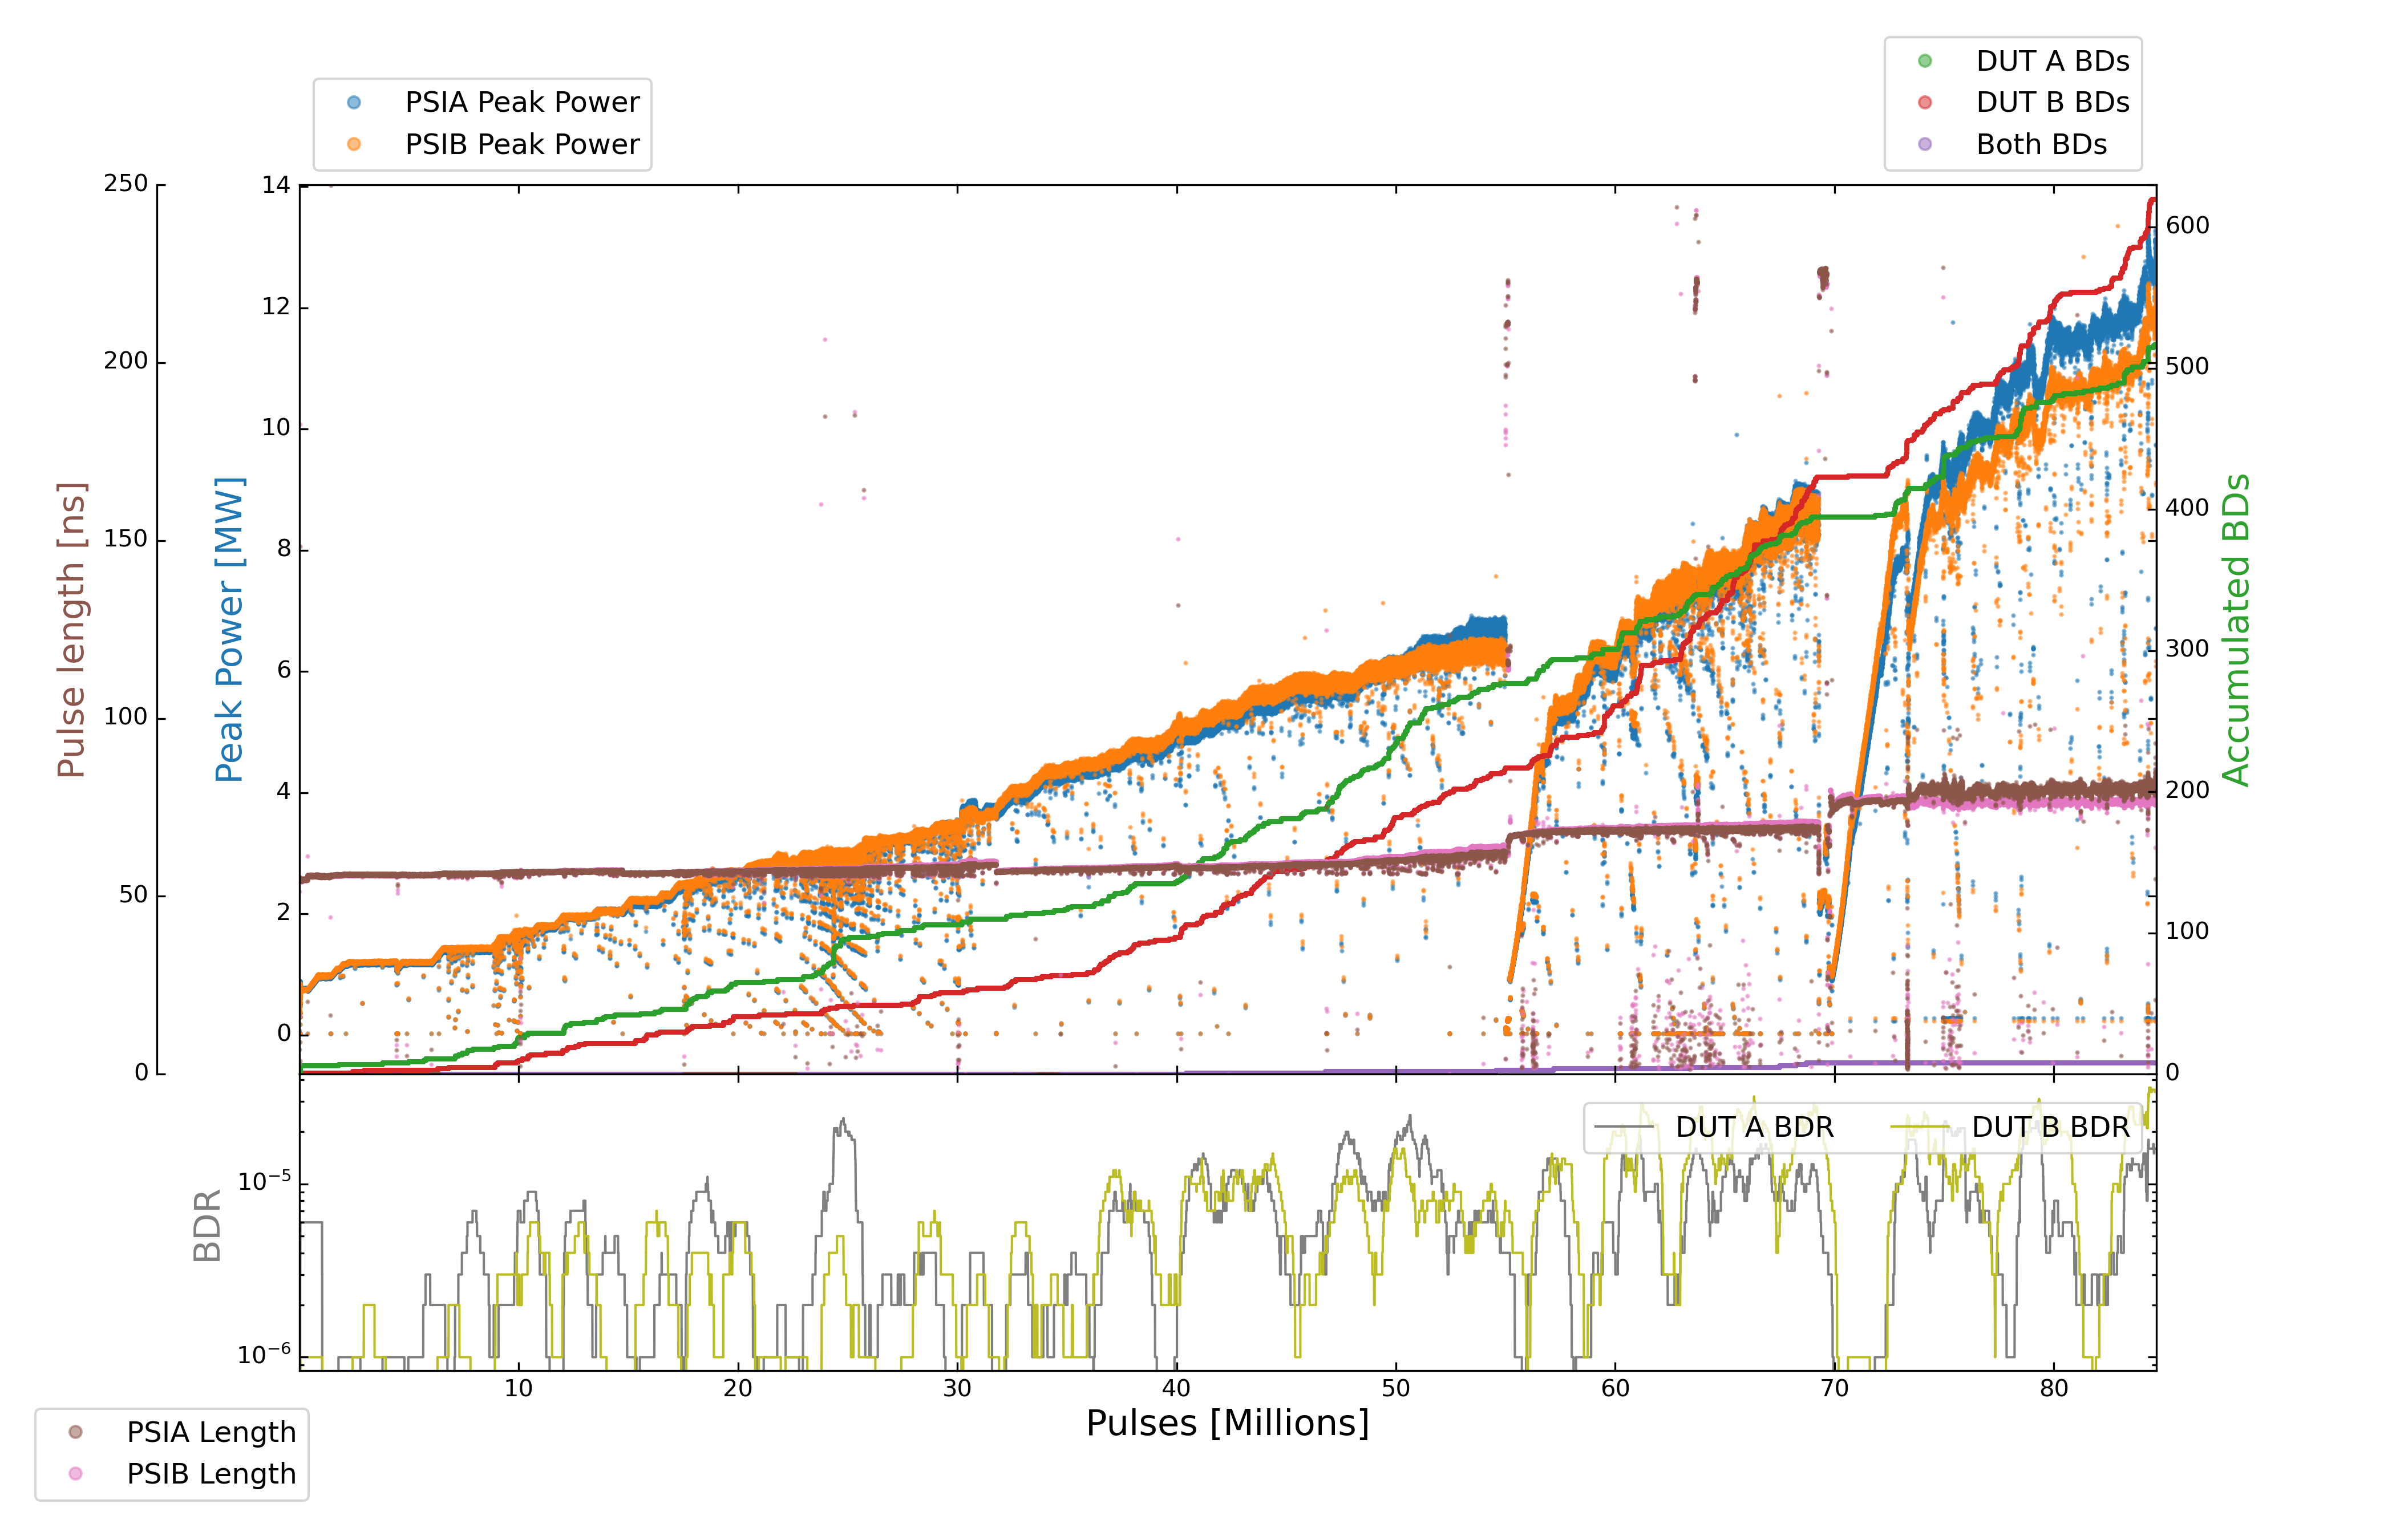 PSIA Peak Power
PSIB Peak Power
DUT A BDs
DUT B BDs
Both BDs
Pulse length [ns]
250
200
150
100
50
0
Peak Power [MW]
14
12
10
8
6
4
2
0
600
500
400
300
200
100
0
Accumulated BDs
DUT A BDR
DUT B BDR
BDR
10⁻⁵
10⁻⁶
10 20 30 40 50 60 70 80
Pulses [Millions]
PSIA Length
PSIB Length